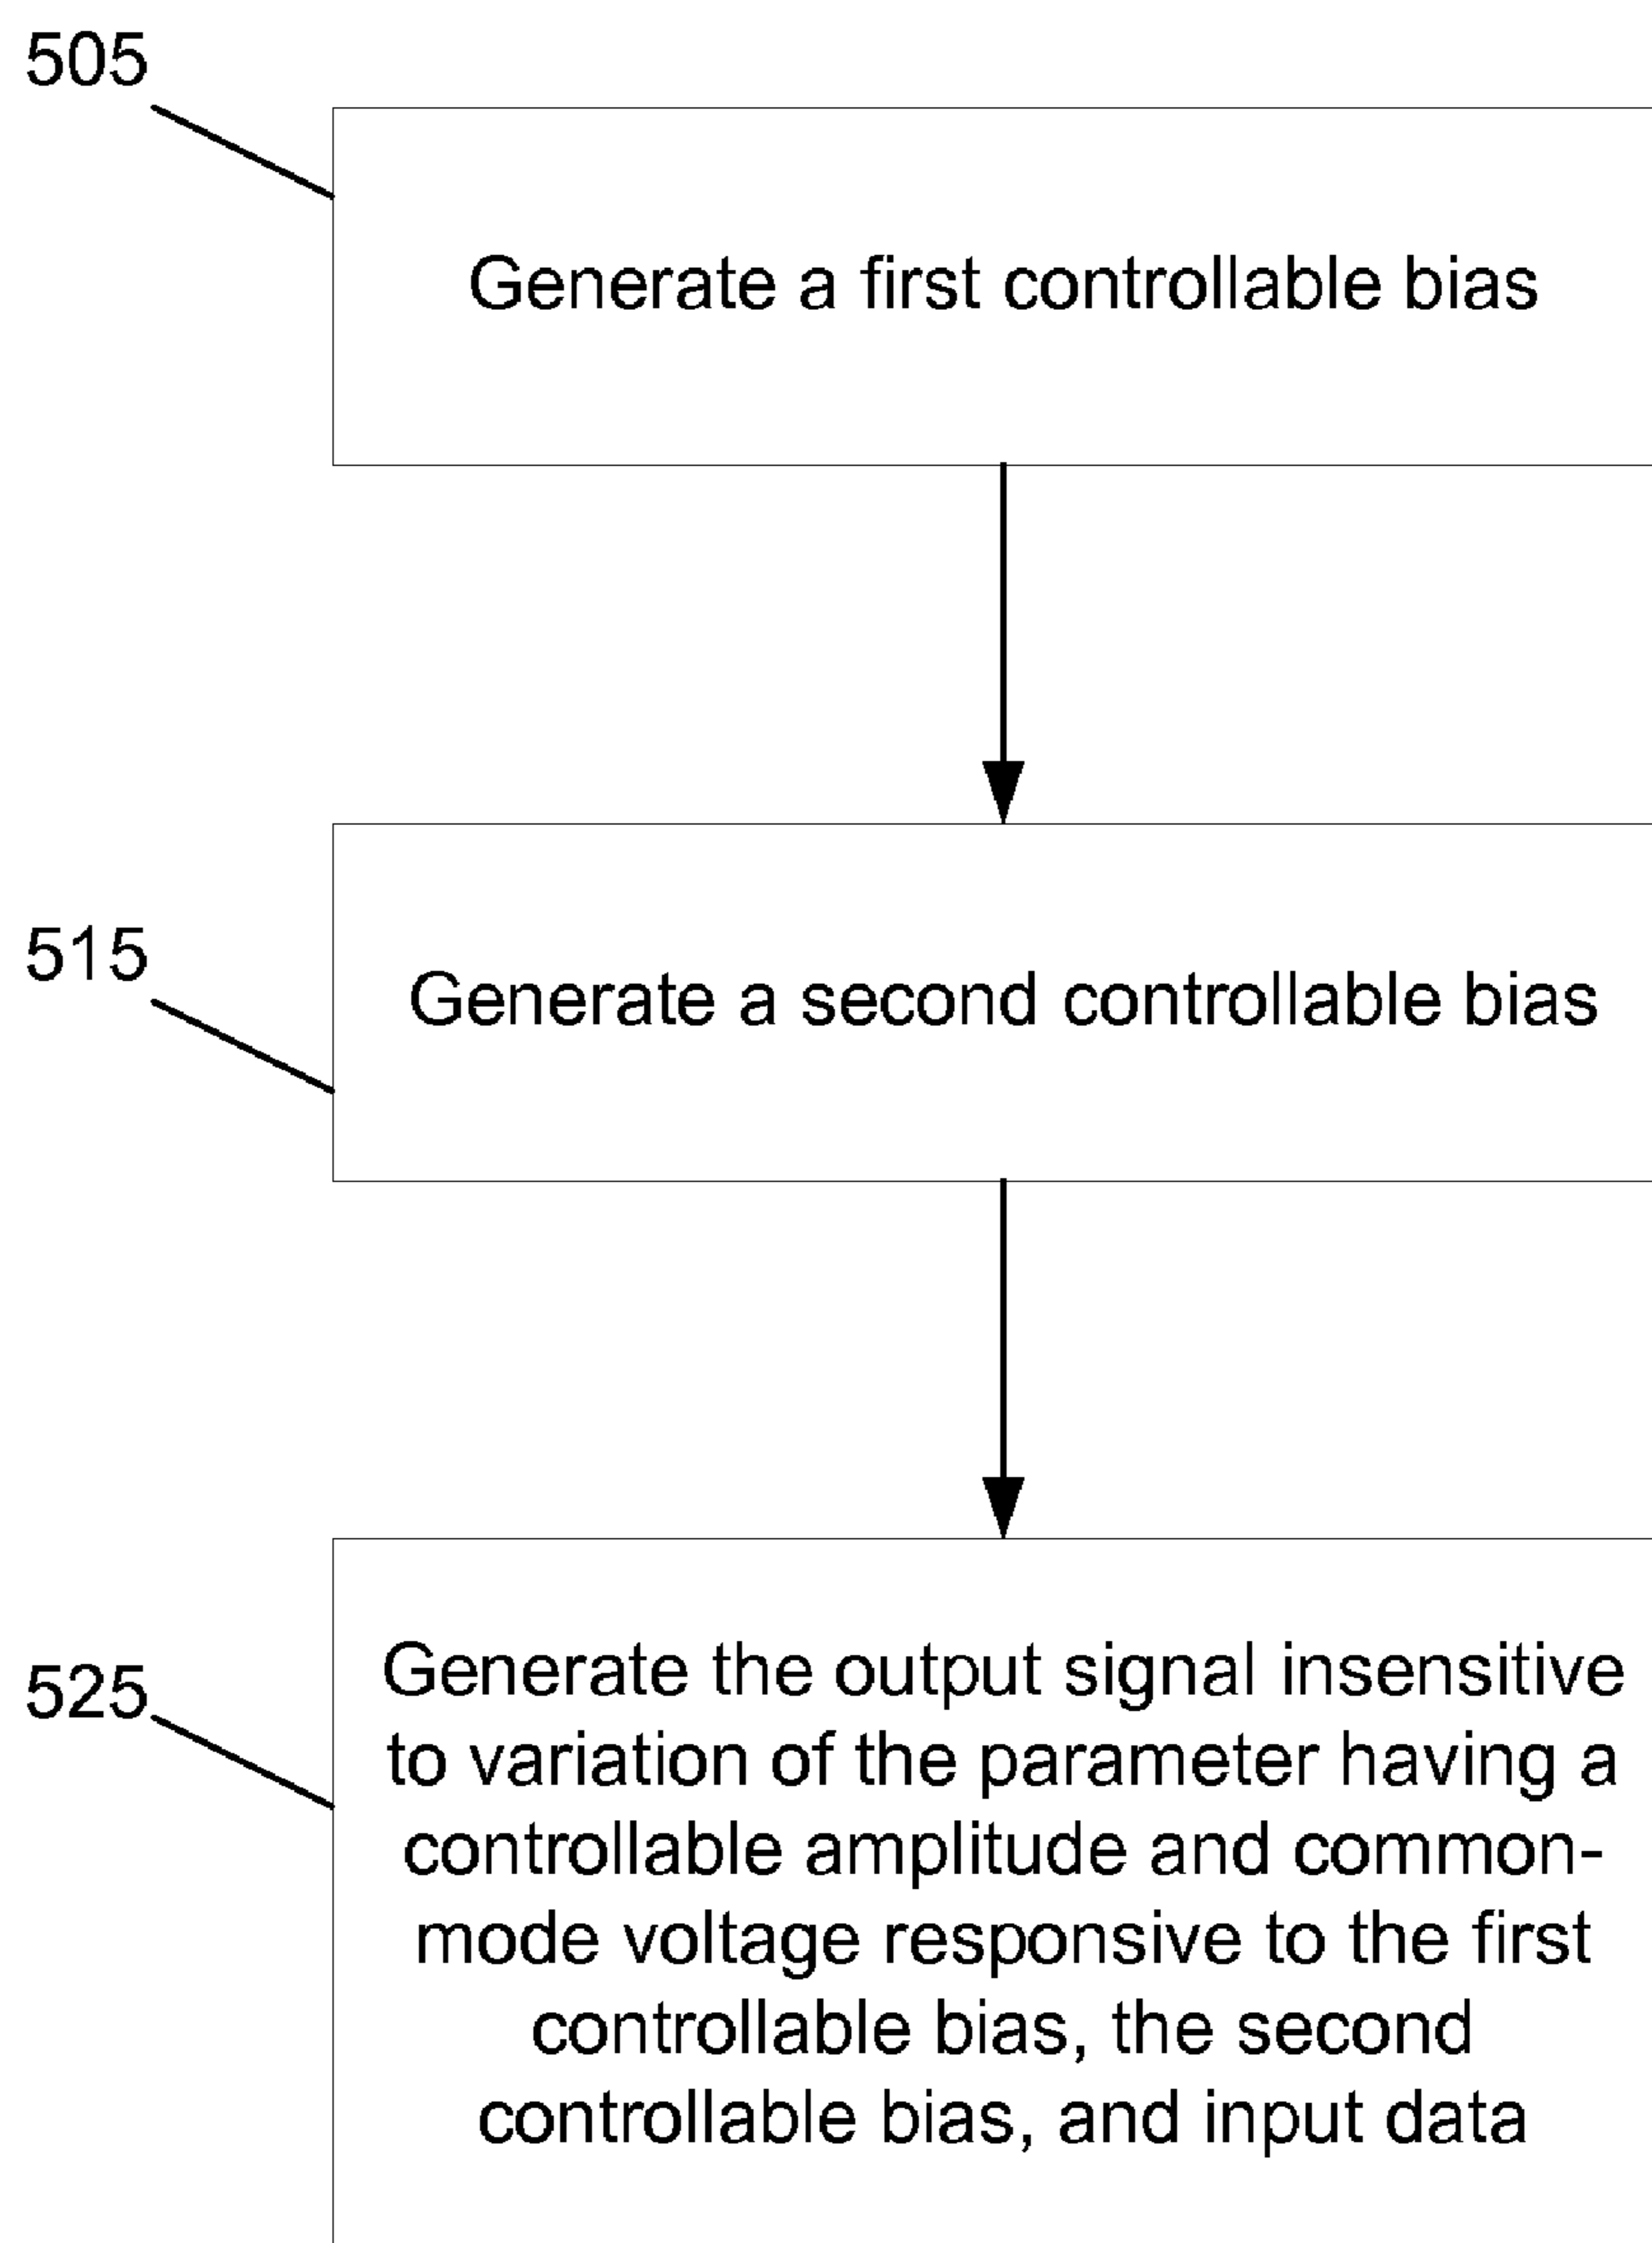 505
Generate a first controllable bias
515
Generate a second controllable bias
525
Generate the output signal insensitive
to variation of the parameter having a
controllable amplitude and common-
mode voltage responsive to the first
controllable bias, the second
controllable bias, and input data